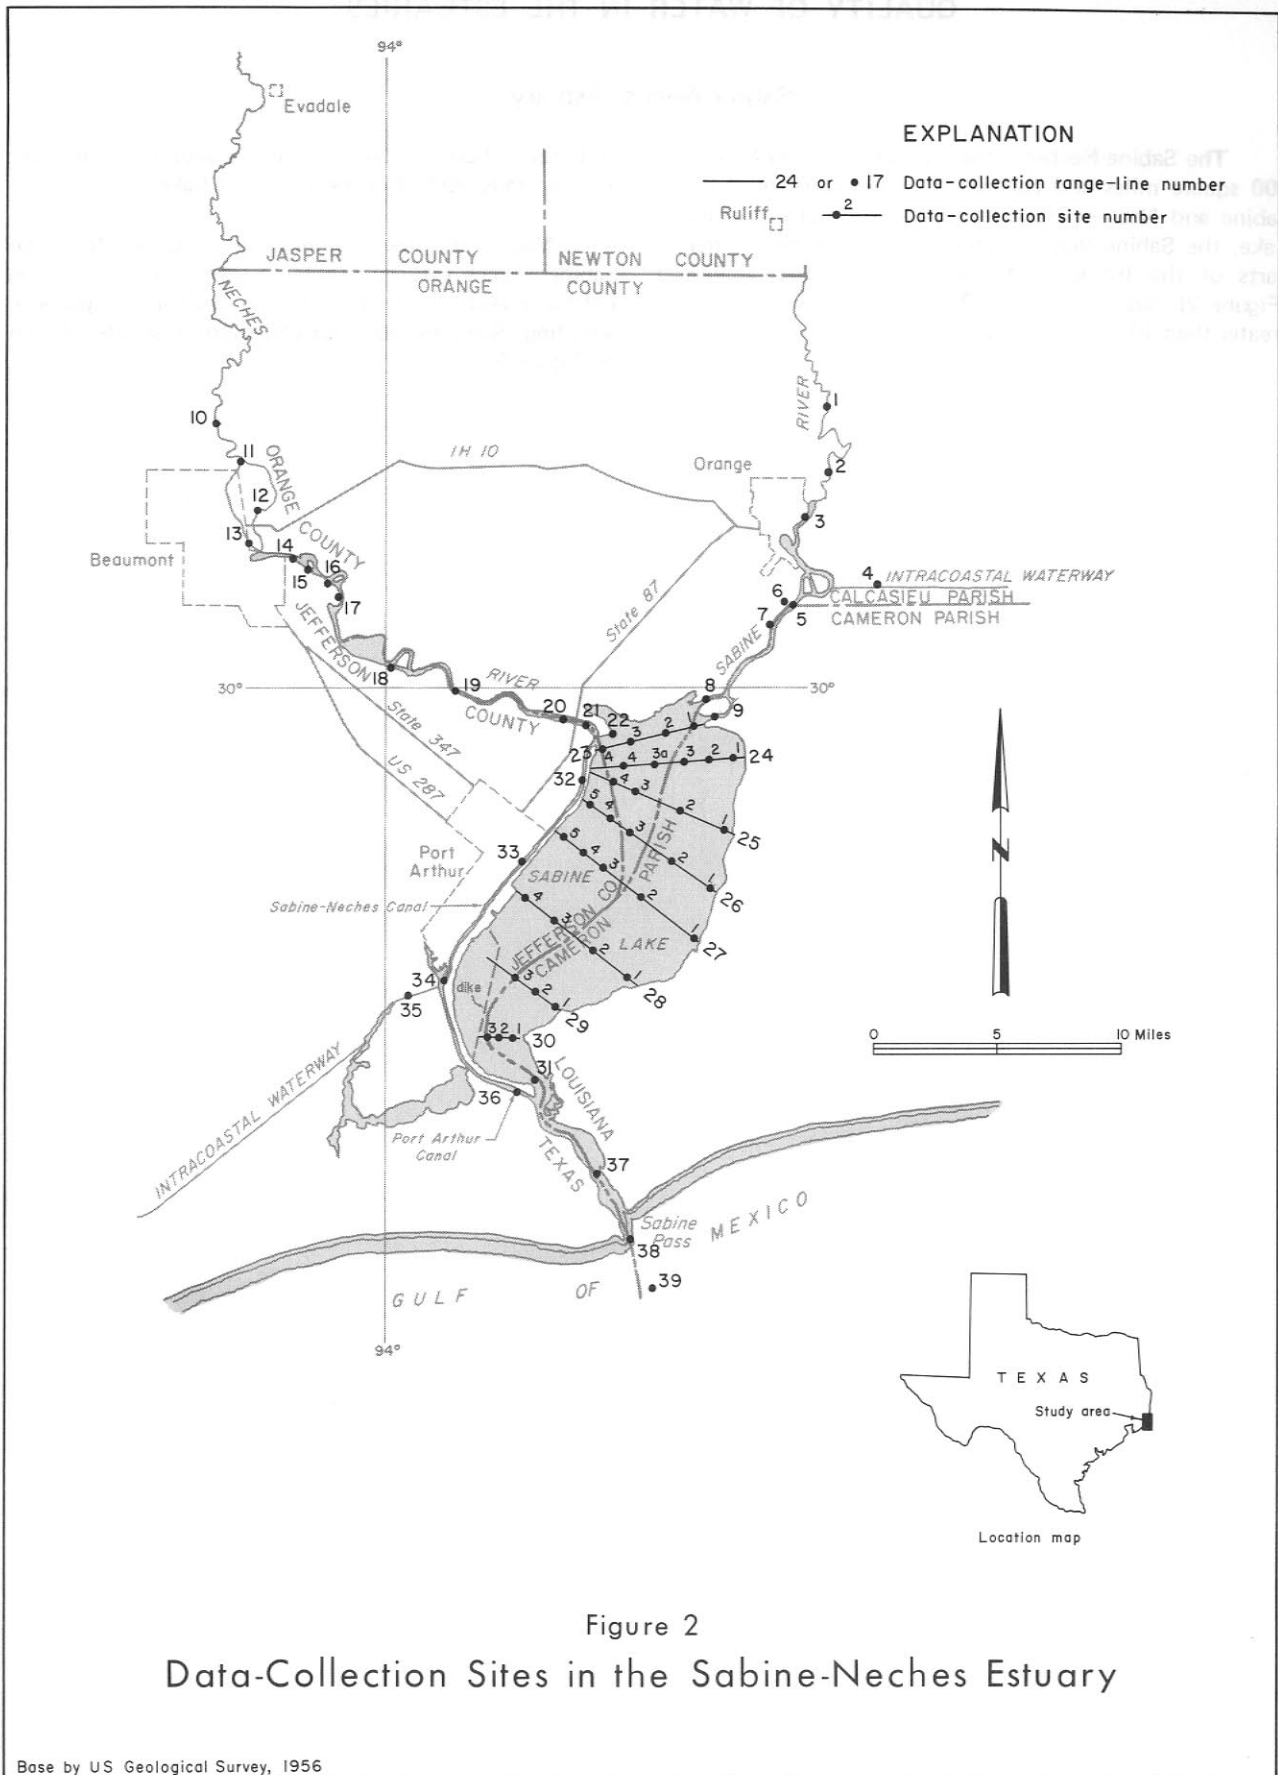 94°
Evadale
EXPLANATION
24 or • 17 Data-collection range-line number
Ruliff
2 Data-collection site number
JASPER COUNTY
NEWTON COUNTY
ORANGE COUNTY
NECHES
RIVER
1
10
11
ORANGE COUNTY
IH 10
Orange
2
12
3
13
14
Beaumont
15
16
17
4
INTRACOASTAL WATERWAY
CALCASIEU PARISH
CAMERON PARISH
6
5
7
State 87
JEFFERSON
COUNTY
SABINE
30°
18
19
RIVER
30°
8
9
20
21
22
3
2
1
23
4
4
3a
3
2
1
24
State 347
US 287
32
4
3
2
1
25
5
4
3
2
1
26
Port
Arthur
33
5
4
3
2
1
27
SABINE
LAKE
PARISH
JEFFERSON CO
CAMERON
Sabine-Neches Canal
4
3
2
1
28
34
35
dike
3
2
1
29
3 2 1
30
0 5 10 Miles
N
31
LOUISIANA
TEXAS
INTRACOASTAL WATERWAY
36
Port Arthur
Canal
37
Sabine
Pass
38
39
GULF OF MEXICO
94°
TEXAS
Study area
Location map
Figure 2
Data-Collection Sites in the Sabine-Neches Estuary
Base by US Geological Survey, 1956